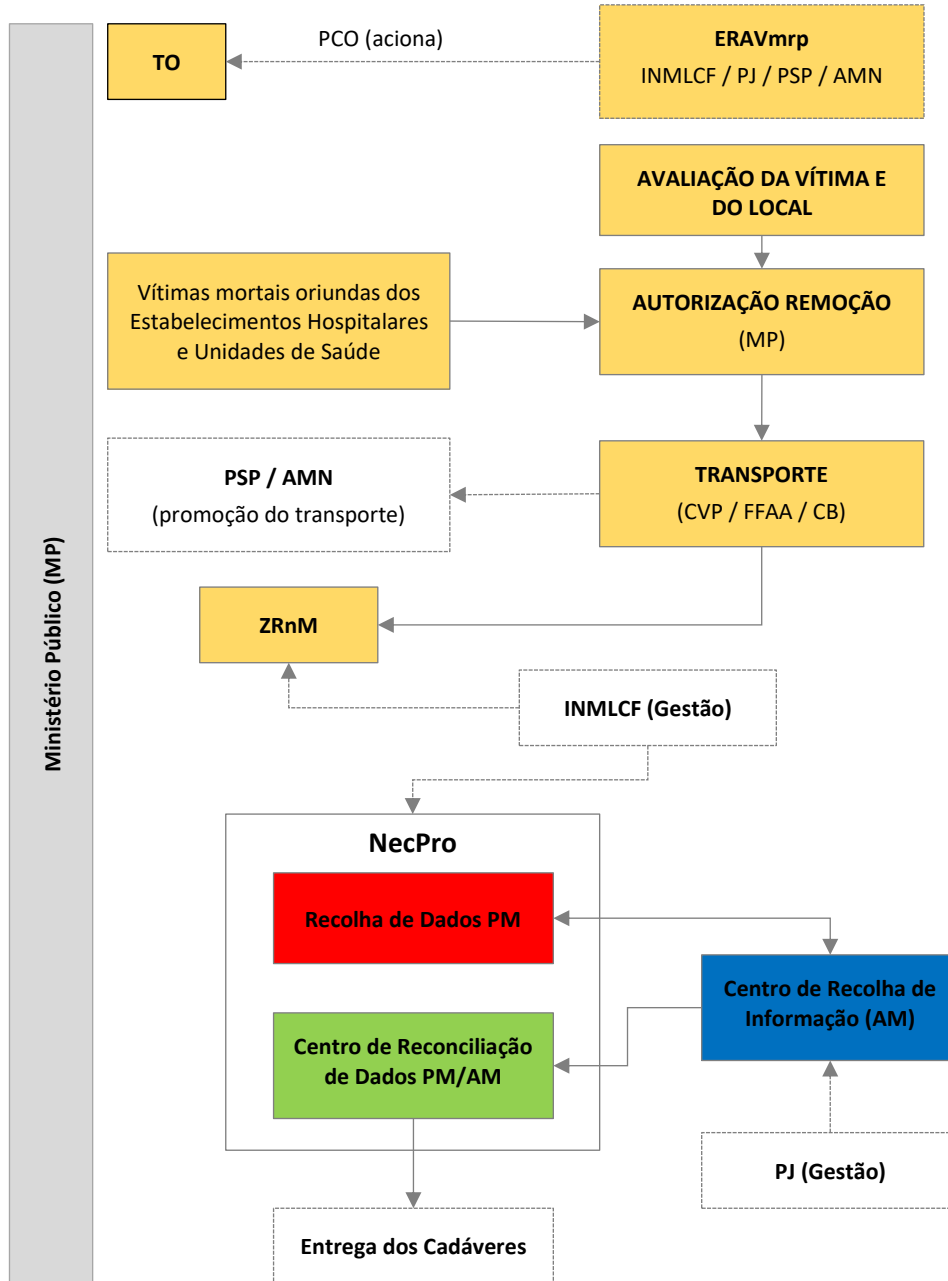 TO
PCO (aciona)
ERAVmrp
INMLCF / PJ / PSP / AMN
AVALIAÇÃO DA VÍTIMA E
DO LOCAL
Vítimas mortais oriundas dos
Estabelecimentos Hospitalares
e Unidades de Saúde
AUTORIZAÇÃO REMOÇÃO
(MP)
PSP / AMN
(promoção do transporte)
TRANSPORTE
(CVP / FFAA / CB)
Ministério Público (MP)
ZRnM
INMLCF (Gestão)
NecPro
Recolha de Dados PM
Centro de Recolha de
Informação (AM)
Centro de Reconciliação
de Dados PM/AM
PJ (Gestão)
Entrega dos Cadáveres